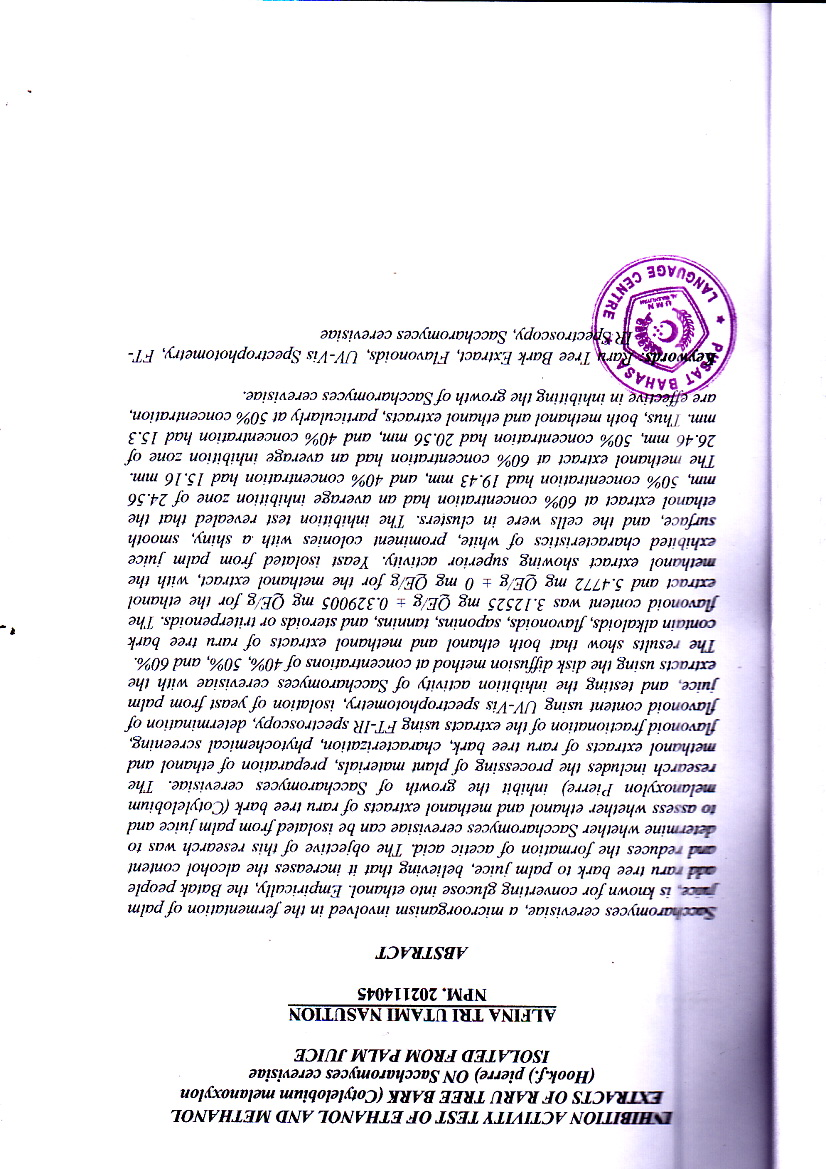 INHIBITION ACTIVITY TEST OF ETHANOL AND METHANOL
EXTRACTS OF RARU TREE BARK (Cotylelobium melanoxylon
(Hook.f.) pierre) ON Saccharomyces cerevisiae
ISOLATED FROM PALM JUICE
ALFINA TRI UTAMI NASUTION
NPM. 202114045
ABSTRACT
Saccharomyces cerevisiae, a microorganism involved in the fermentation of palm
juice, is known for converting glucose into ethanol. Empirically, the Batak people
add raru tree bark to palm juice, believing that it increases the alcohol content
and reduces the formation of acetic acid. The objective of this research was to
determine whether Saccharomyces cerevisiae can be isolated from palm juice and
to assess whether ethanol and methanol extracts of raru tree bark (Cotylelobium
melanoxylon Pierre) inhibit the growth of Saccharomyces cerevisiae. The
research includes the processing of plant materials, preparation of ethanol and
methanol extracts of raru tree bark, characterization, phytochemical screening,
flavonoid fractionation of the extracts using FT-IR spectroscopy, determination of
flavonoid content using UV-Vis spectrophotometry, isolation of yeast from palm
juice, and testing the inhibition activity of Saccharomyces cerevisiae with the
extracts using the disk diffusion method at concentrations of 40%, 50%, and 60%.
The results show that both ethanol and methanol extracts of raru tree bark
contain alkaloids, flavonoids, saponins, tannins, and steroids or triterpenoids. The
flavonoid content was 3.12525 mg QE/g ± 0.329005 mg QE/g for the ethanol
extract and 5.4772 mg QE/g ± 0 mg QE/g for the methanol extract, with the
methanol extract showing superior activity. Yeast isolated from palm juice
exhibited characteristics of white, prominent colonies with a shiny, smooth
surface, and the cells were in clusters. The inhibition test revealed that the
ethanol extract at 60% concentration had an average inhibition zone of 24.56
mm, 50% concentration had 19.43 mm, and 40% concentration had 15.16 mm.
The methanol extract at 60% concentration had an average inhibition zone of
26.46 mm, 50% concentration had 20.56 mm, and 40% concentration had 15.3
mm. Thus, both methanol and ethanol extracts, particularly at 50% concentration,
are effective in inhibiting the growth of Saccharomyces cerevisiae.
Keywords: Raru Tree Bark Extract, Flavonoids, UV-Vis Spectrophotometry, FT-
IR Spectroscopy, Saccharomyces cerevisiae
PUSAT BAHASA
UMN
AL WASHLIYAH
LANGUAGE CENTRE